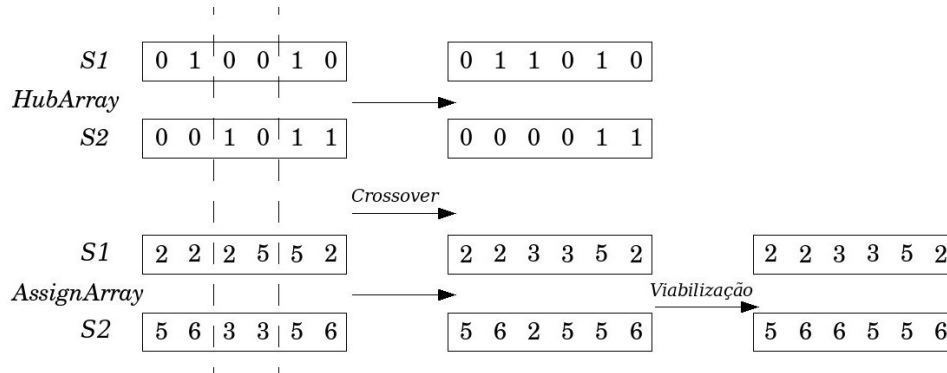 S1 0 1 0 0 1 0 0 1 1 0 1 0
HubArray
S2 0 0 1 0 1 1 0 0 0 0 1 1
Crossover
S1 2 2 2 5 5 2 2 2 3 3 5 2 2 2 3 3 5 2
AssignArray Viabilização
S2 5 6 3 3 5 6 5 6 2 5 5 6 5 6 6 5 5 6